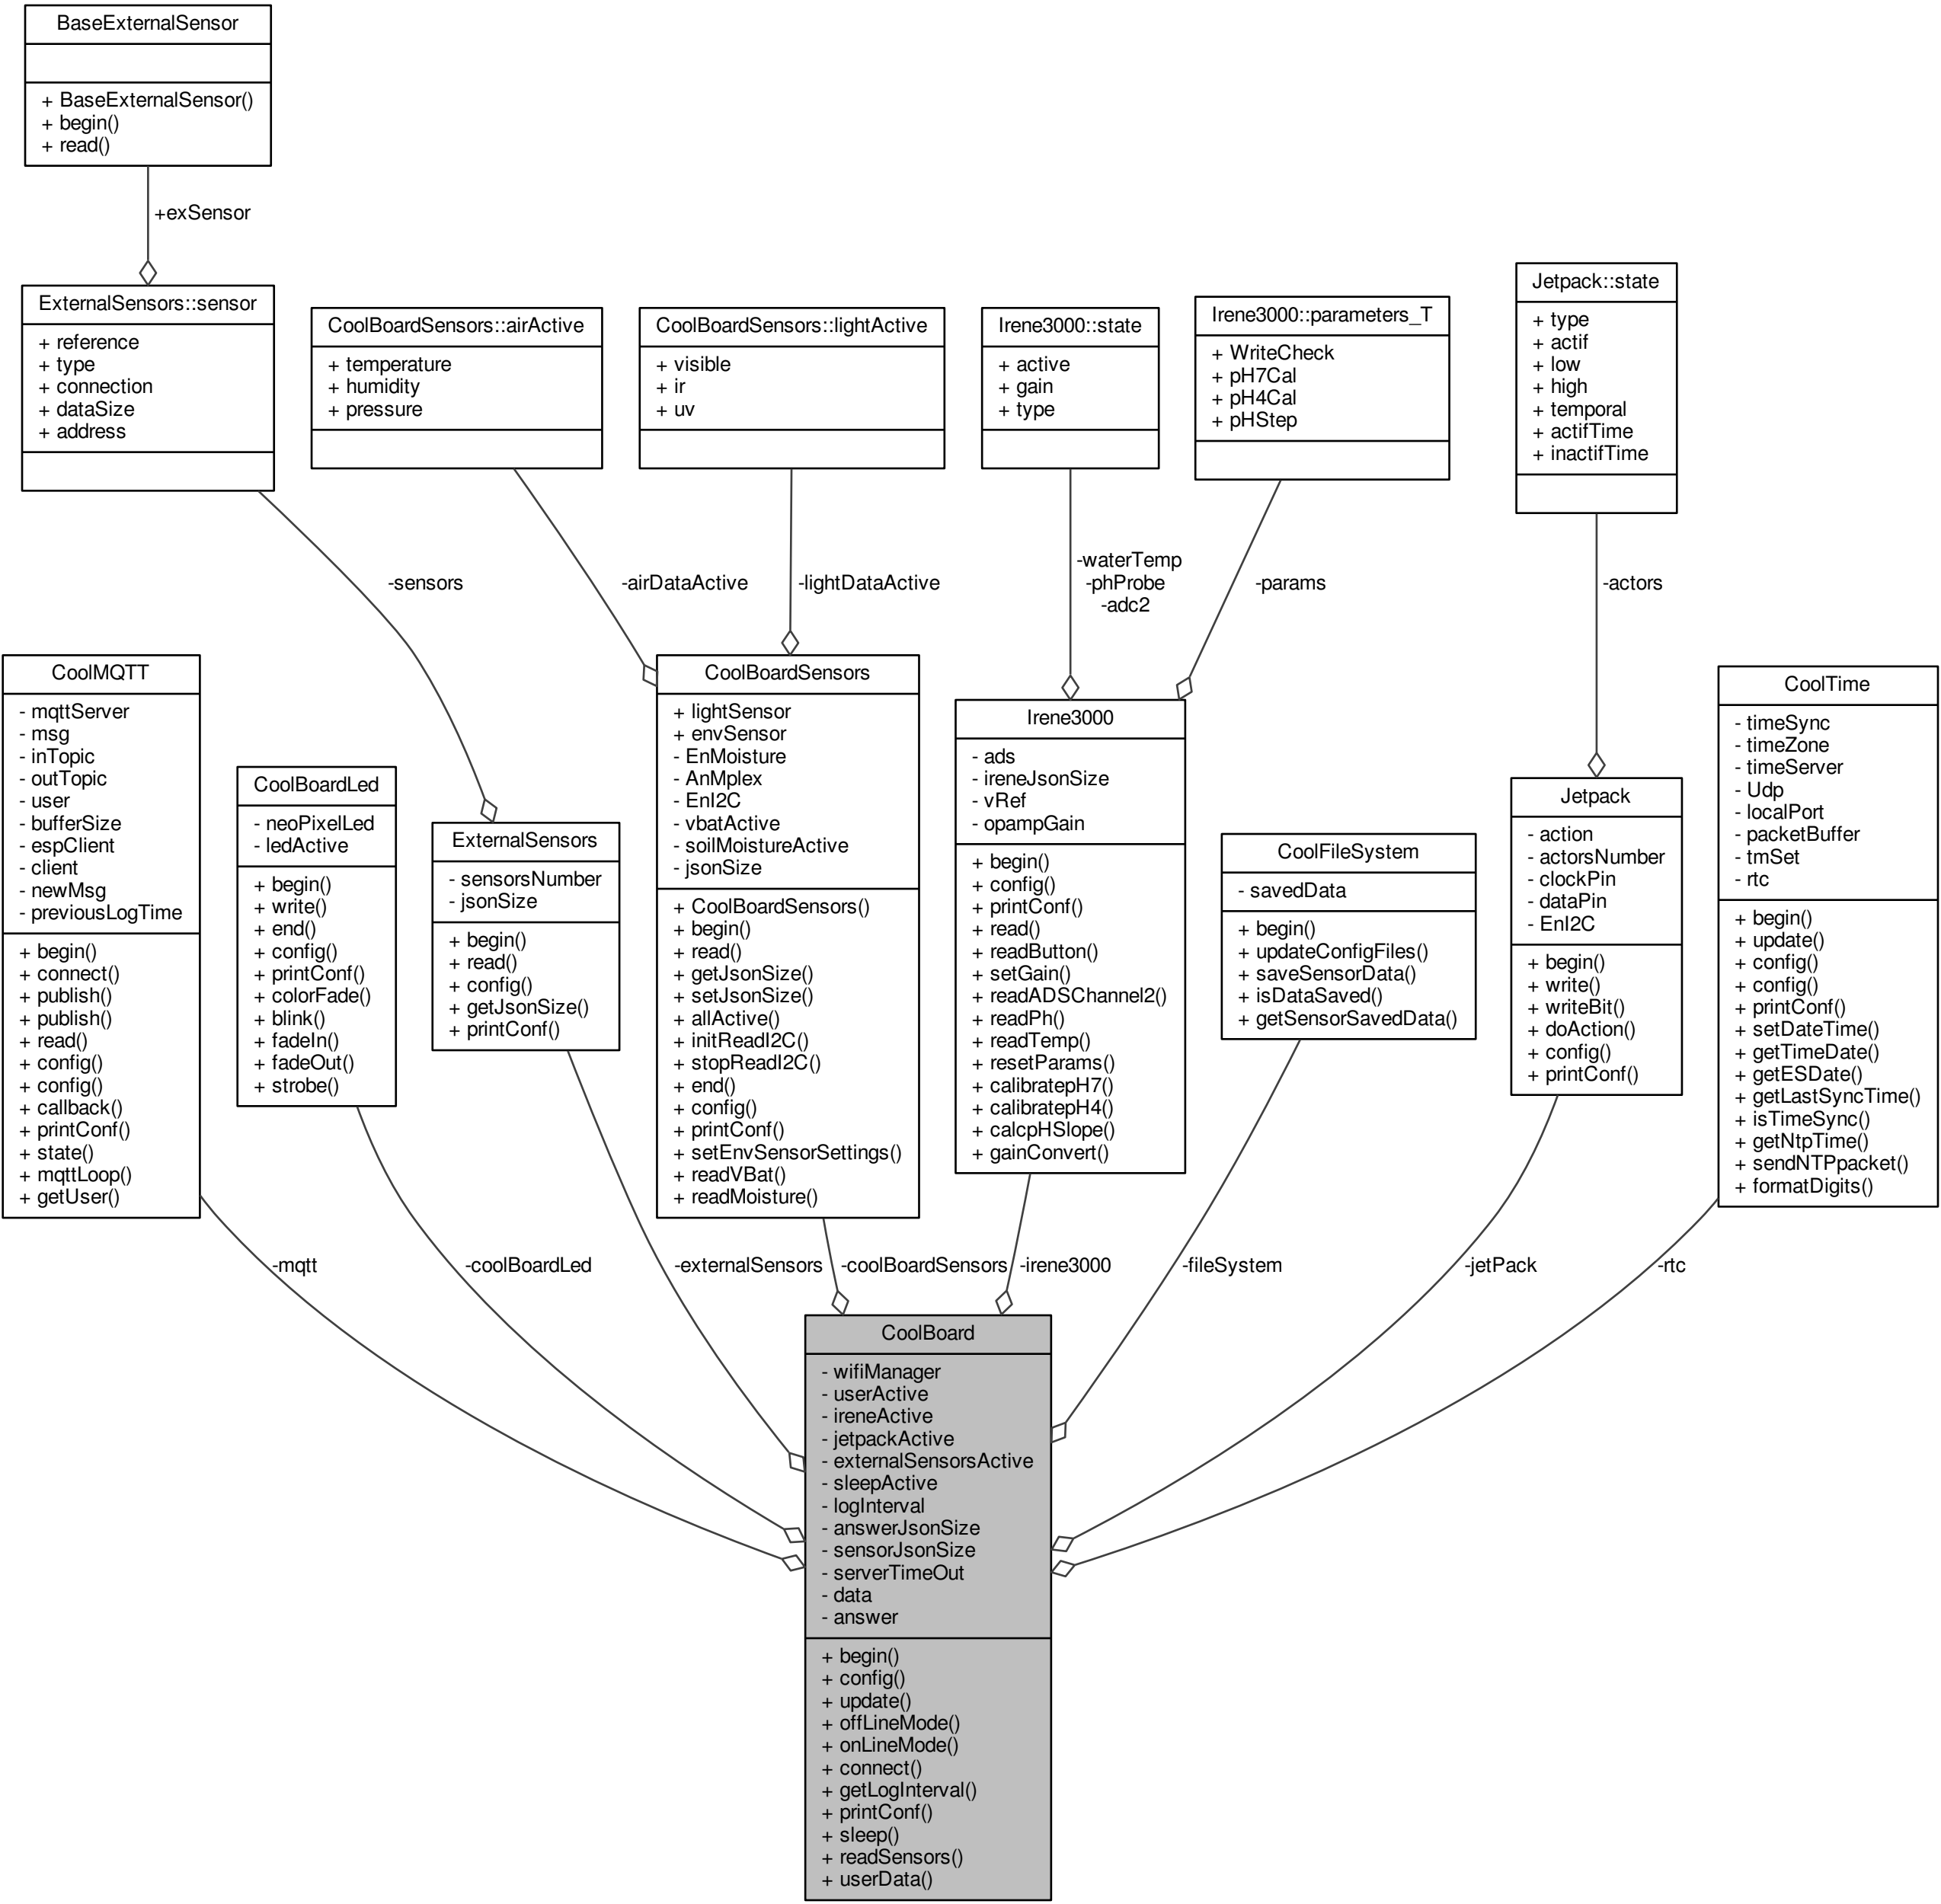 BaseExternalSensor
+ BaseExternalSensor()
+ begin()
+ read()
+exSensor
ExternalSensors::sensor
+ reference
+ type
+ connection
+ dataSize
+ address
CoolBoardSensors::airActive
+ temperature
+ humidity
+ pressure
CoolBoardSensors::lightActive
+ visible
+ ir
+ uv
Irene3000::state
+ active
+ gain
+ type
Irene3000::parameters_T
+ WriteCheck
+ pH7Cal
+ pH4Cal
+ pHStep
Jetpack::state
+ type
+ actif
+ low
+ high
+ temporal
+ actifTime
+ inactifTime
-sensors
-airDataActive
-lightDataActive
-waterTemp
-phProbe
-adc2
-params
-actors
CoolMQTT
- mqttServer
- msg
- inTopic
- outTopic
- user
- bufferSize
- espClient
- client
- newMsg
- previousLogTime
+ begin()
+ connect()
+ publish()
+ publish()
+ read()
+ config()
+ config()
+ callback()
+ printConf()
+ state()
+ mqttLoop()
+ getUser()
CoolBoardLed
- neoPixelLed
- ledActive
+ begin()
+ write()
+ end()
+ config()
+ printConf()
+ colorFade()
+ blink()
+ fadeIn()
+ fadeOut()
+ strobe()
ExternalSensors
- sensorsNumber
- jsonSize
+ begin()
+ read()
+ config()
+ getJsonSize()
+ printConf()
CoolBoardSensors
+ lightSensor
+ envSensor
- EnMoisture
- AnMplex
- EnI2C
- vbatActive
- soilMoistureActive
- jsonSize
+ CoolBoardSensors()
+ begin()
+ read()
+ getJsonSize()
+ setJsonSize()
+ allActive()
+ initReadI2C()
+ stopReadI2C()
+ end()
+ config()
+ printConf()
+ setEnvSensorSettings()
+ readVBat()
+ readMoisture()
Irene3000
- ads
- ireneJsonSize
- vRef
- opampGain
+ begin()
+ config()
+ printConf()
+ read()
+ readButton()
+ setGain()
+ readADSChannel2()
+ readPh()
+ readTemp()
+ resetParams()
+ calibratepH7()
+ calibratepH4()
+ calcpHSlope()
+ gainConvert()
CoolFileSystem
- savedData
+ begin()
+ updateConfigFiles()
+ saveSensorData()
+ isDataSaved()
+ getSensorSavedData()
Jetpack
- action
- actorsNumber
- clockPin
- dataPin
- EnI2C
+ begin()
+ write()
+ writeBit()
+ doAction()
+ config()
+ printConf()
CoolTime
- timeSync
- timeZone
- timeServer
- Udp
- localPort
- packetBuffer
- tmSet
- rtc
+ begin()
+ update()
+ config()
+ config()
+ printConf()
+ setDateTime()
+ getTimeDate()
+ getESDate()
+ getLastSyncTime()
+ isTimeSync()
+ getNtpTime()
+ sendNTPpacket()
+ formatDigits()
-mqtt
-coolBoardLed
-externalSensors
-coolBoardSensors
-irene3000
-fileSystem
-jetPack
-rtc
CoolBoard
- wifiManager
- userActive
- ireneActive
- jetpackActive
- externalSensorsActive
- sleepActive
- logInterval
- answerJsonSize
- sensorJsonSize
- serverTimeOut
- data
- answer
+ begin()
+ config()
+ update()
+ offLineMode()
+ onLineMode()
+ connect()
+ getLogInterval()
+ printConf()
+ sleep()
+ readSensors()
+ userData()